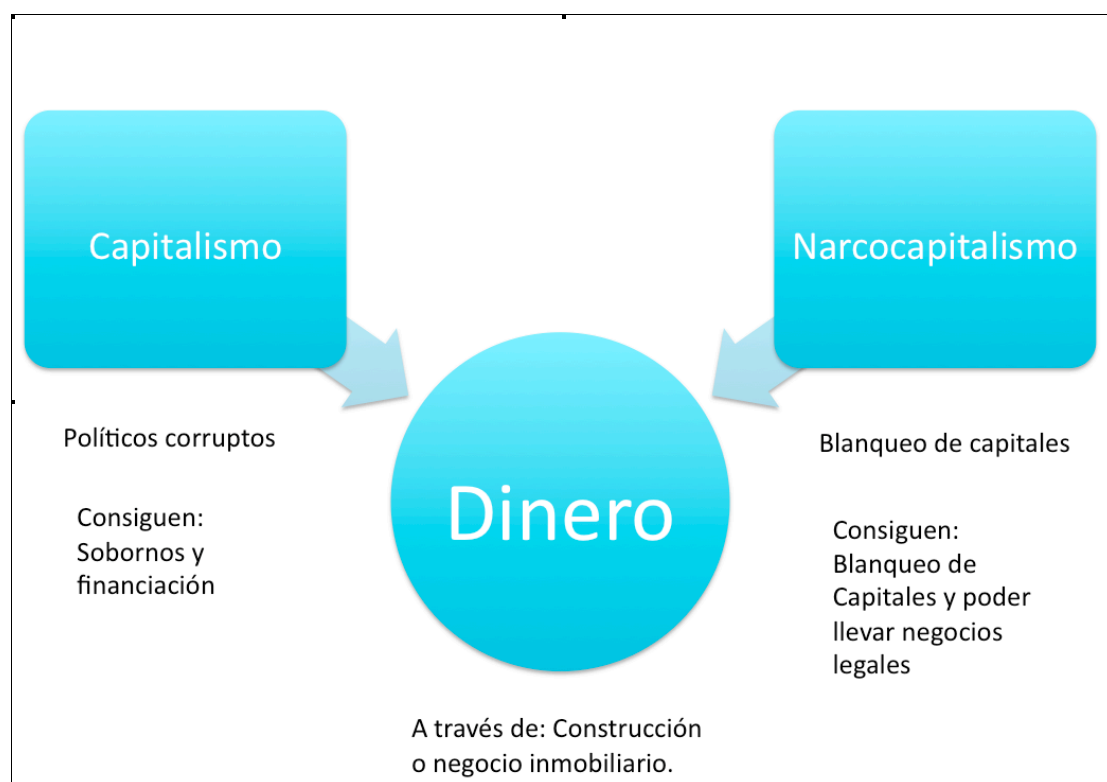 Capitalismo
Narcocapitalismo
Dinero
Políticos corruptos
Consiguen:
Sobornos y
financiación
Blanqueo de capitales
Consiguen:
Blanqueo de
Capitales y poder
llevar negocios
legales
A través de: Construcción
o negocio inmobiliario.